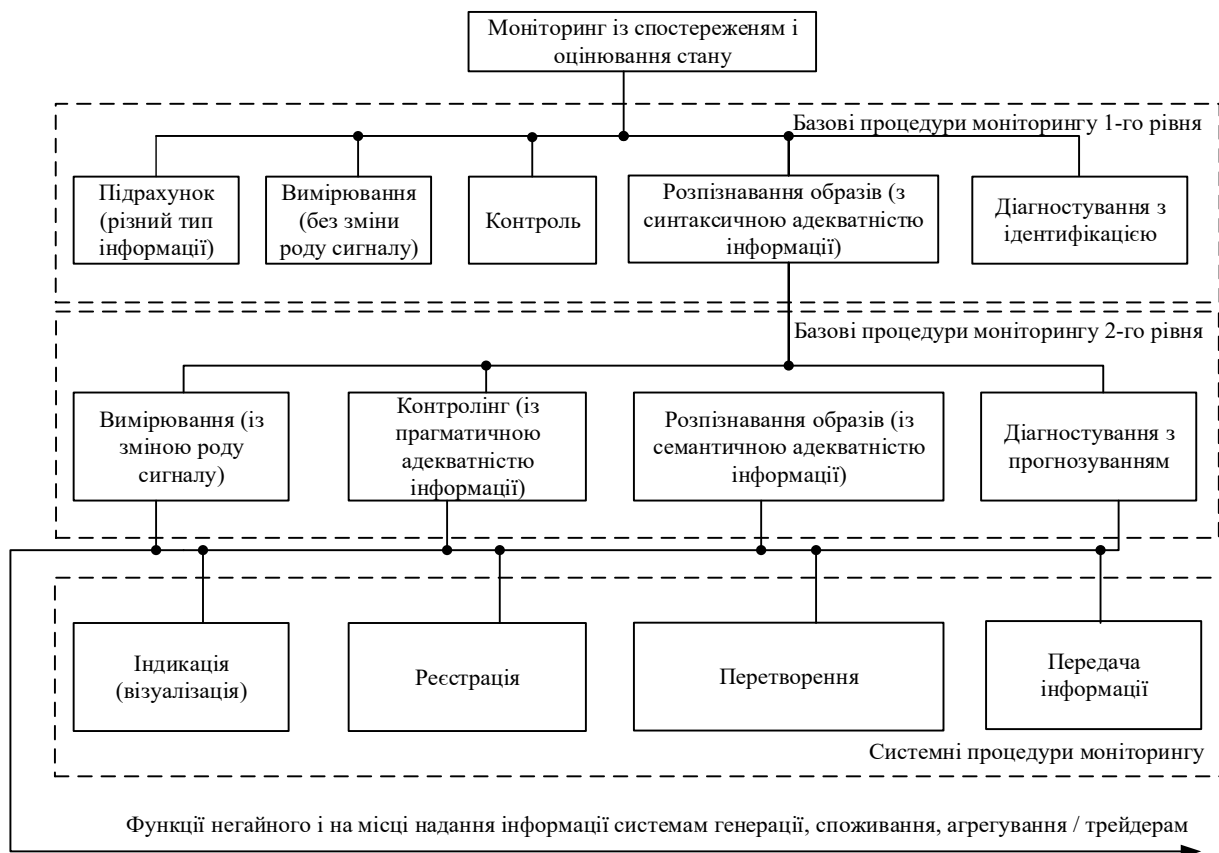 Моніторинг із спостереженям і
оцінювання стану
Базові процедури моніторингу 1-го рівня
Підрахунок
(різний тип
інформації)
Вимірювання
(без зміни
роду сигналу)
Контроль
Розпізнавання образів (з
синтаксичною адекватністю
інформації)
Діагностування з
ідентифікацією
Базові процедури моніторингу 2-го рівня
Вимірювання (із
зміною роду
сигналу)
Контролінг (із
прагматичною
адекватністю
інформації)
Розпізнавання образів (із
семантичною адекватністю
інформації)
Діагностування з
прогнозуванням
Індикація
(візуалізація)
Реєстрація
Перетворення
Передача
інформації
Системні процедури моніторингу
Функції негайного і на місці надання інформації системам генерації, споживання, агрегування / трейдерам